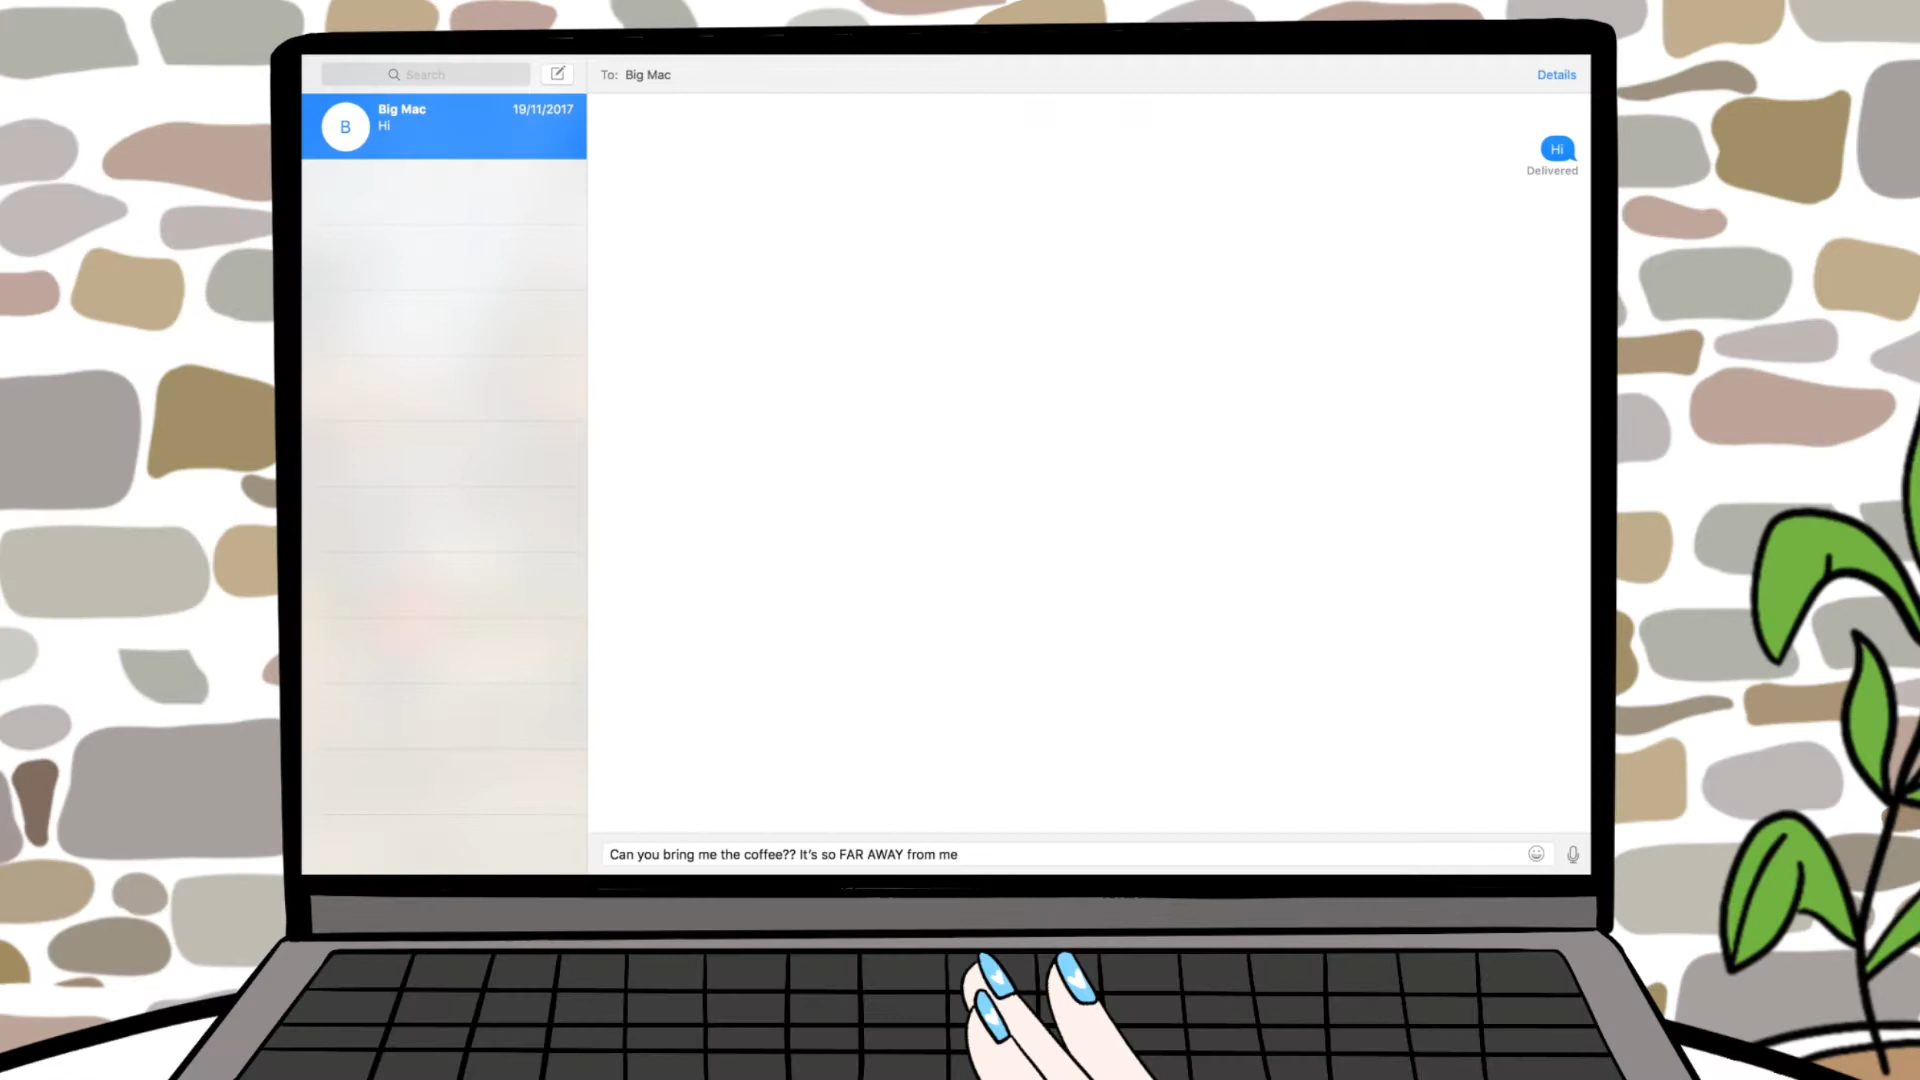 Search
To: Big Mac
Details
Big Mac 19/11/2017
B
Hi
Hi
Delivered
Can you bring me the coffee?? It's so FAR AWAY from me